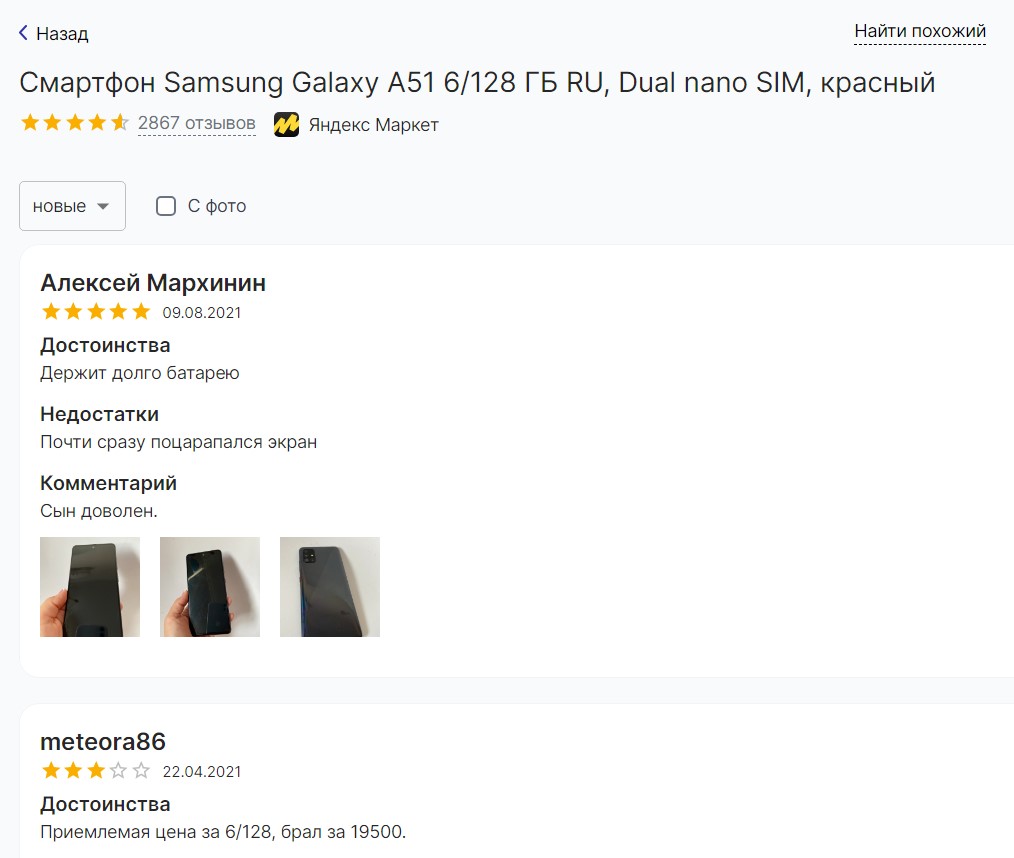 Назад
Найти похожий
Смартфон Samsung Galaxy A51 6/128 ГБ RU, Dual nano SIM, красный
2867 отзывов Яндекс Маркет
новые С фото
Алексей Мархинин
09.08.2021
Достоинства
Держит долго батарею
Недостатки
Почти сразу поцарапался экран
Комментарий
Сын доволен.
meteora86
22.04.2021
Достоинства
Приемлемая цена за 6/128, брал за 19500.